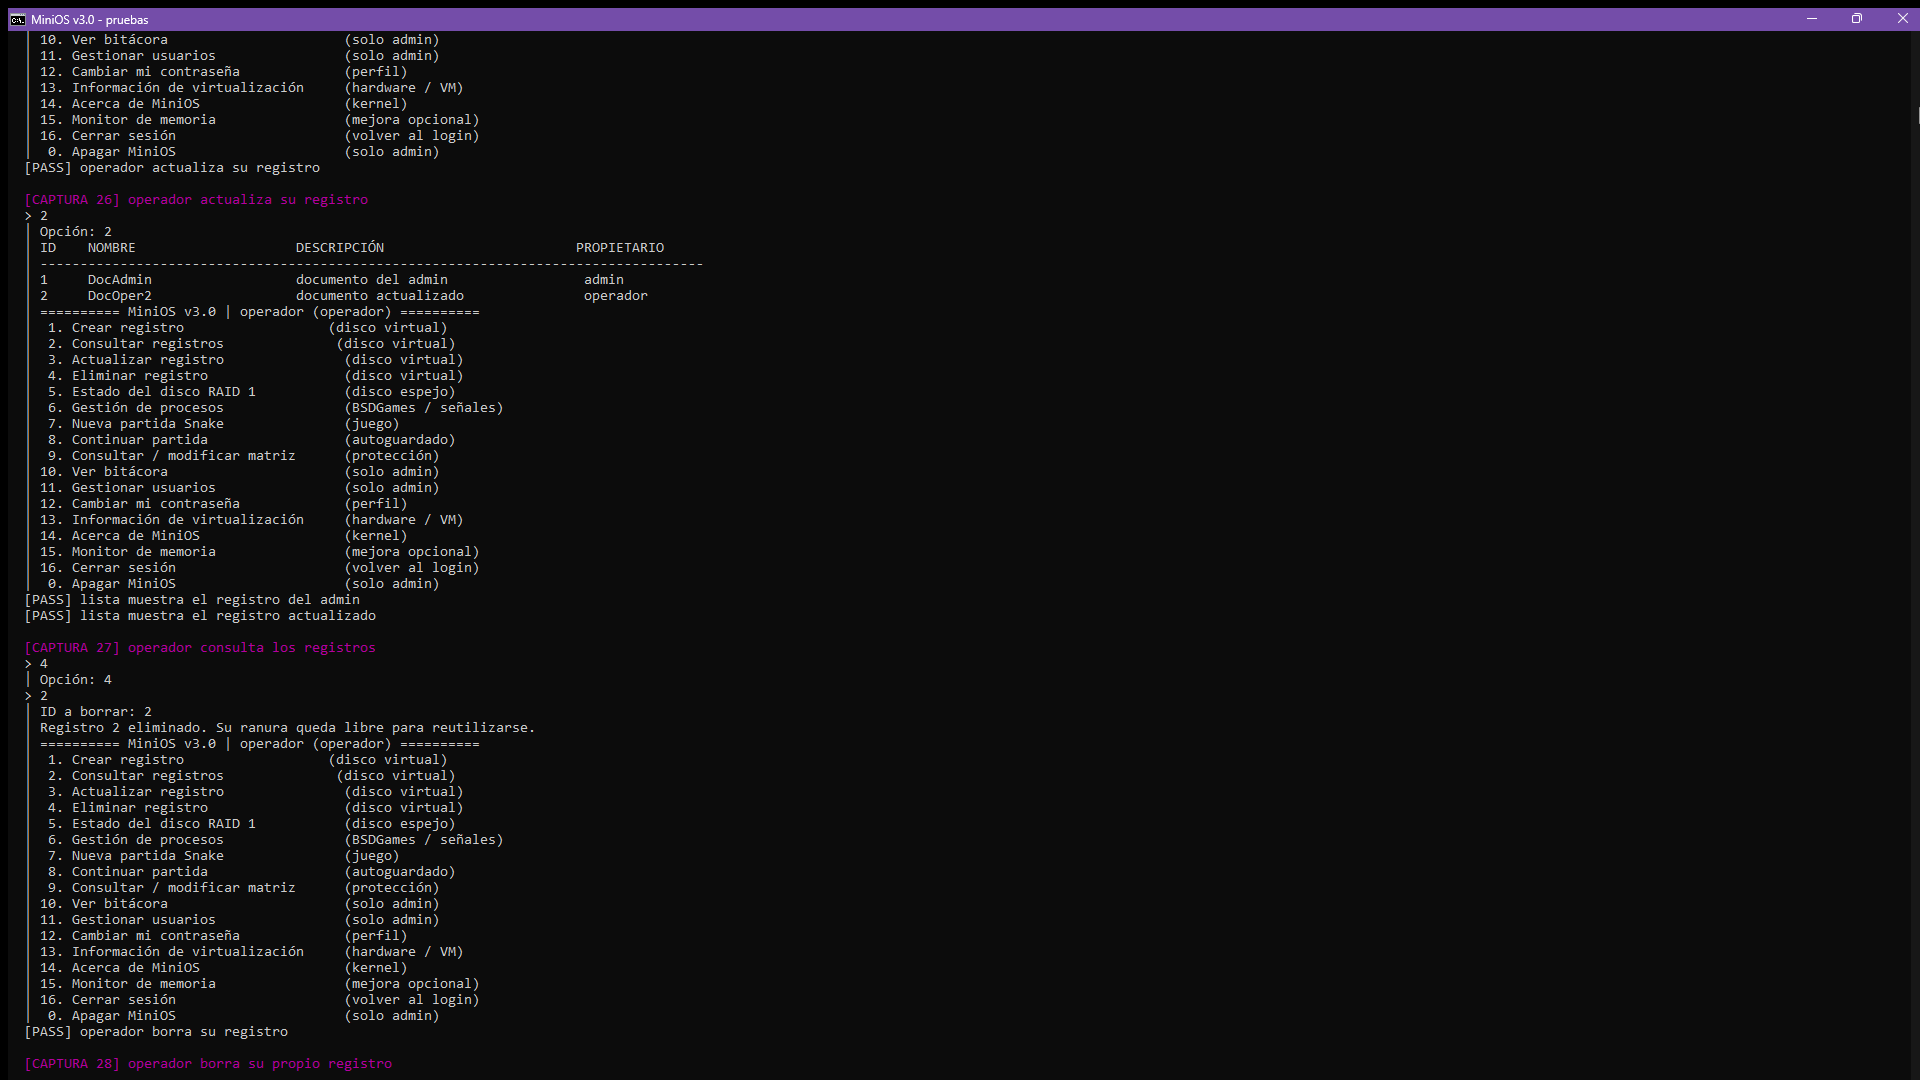 MiniOS v3.0 - pruebas
10. Ver bitácora (solo admin)
11. Gestionar usuarios (solo admin)
12. Cambiar mi contraseña (perfil)
13. Información de virtualización (hardware / VM)
14. Acerca de MiniOS (kernel)
15. Monitor de memoria (mejora opcional)
16. Cerrar sesión (volver al login)
0. Apagar MiniOS (solo admin)
[PASS] operador actualiza su registro
[CAPTURA 26] operador actualiza su registro
> 2
Opción: 2
ID NOMBRE DESCRIPCIÓN PROPIETARIO
-----------------------------------------------------------------------------------
1 DocAdmin documento del admin admin
2 DocOper2 documento actualizado operador
========== MiniOS v3.0 | operador (operador) ==========
1. Crear registro (disco virtual)
2. Consultar registros (disco virtual)
3. Actualizar registro (disco virtual)
4. Eliminar registro (disco virtual)
5. Estado del disco RAID 1 (disco espejo)
6. Gestión de procesos (BSDGames / señales)
7. Nueva partida Snake (juego)
8. Continuar partida (autoguardado)
9. Consultar / modificar matriz (protección)
10. Ver bitácora (solo admin)
11. Gestionar usuarios (solo admin)
12. Cambiar mi contraseña (perfil)
13. Información de virtualización (hardware / VM)
14. Acerca de MiniOS (kernel)
15. Monitor de memoria (mejora opcional)
16. Cerrar sesión (volver al login)
0. Apagar MiniOS (solo admin)
[PASS] lista muestra el registro del admin
[PASS] lista muestra el registro actualizado
[CAPTURA 27] operador consulta los registros
> 4
Opción: 4
> 2
ID a borrar: 2
Registro 2 eliminado. Su ranura queda libre para reutilizarse.
========== MiniOS v3.0 | operador (operador) ==========
1. Crear registro (disco virtual)
2. Consultar registros (disco virtual)
3. Actualizar registro (disco virtual)
4. Eliminar registro (disco virtual)
5. Estado del disco RAID 1 (disco espejo)
6. Gestión de procesos (BSDGames / señales)
7. Nueva partida Snake (juego)
8. Continuar partida (autoguardado)
9. Consultar / modificar matriz (protección)
10. Ver bitácora (solo admin)
11. Gestionar usuarios (solo admin)
12. Cambiar mi contraseña (perfil)
13. Información de virtualización (hardware / VM)
14. Acerca de MiniOS (kernel)
15. Monitor de memoria (mejora opcional)
16. Cerrar sesión (volver al login)
0. Apagar MiniOS (solo admin)
[PASS] operador borra su registro
[CAPTURA 28] operador borra su propio registro